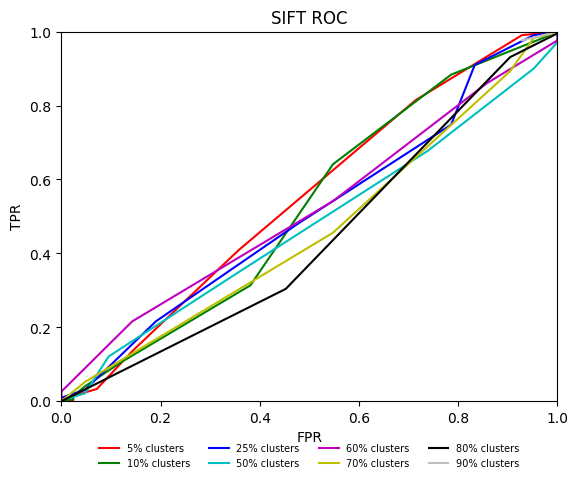 SIFT ROC
1.0
0.8
0.6
0.4
0.2
0.0
TPR
0.0 0.2 0.4 0.6 0.8 1.0
FPR
5% clusters 25% clusters 60% clusters 80% clusters
10% clusters 50% clusters 70% clusters 90% clusters